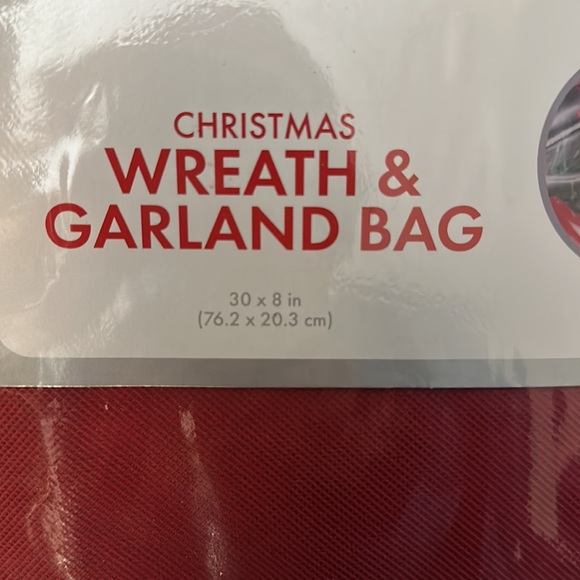 CHRISTMAS
WREATH &
GARLAND BAG
30 x 8 in
(76.2 x 20.3 cm)